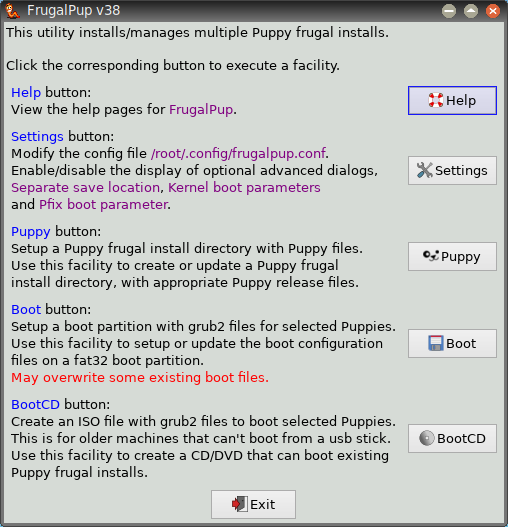 FrugalPup v38
This utility installs/manages multiple Puppy frugal installs.
Click the corresponding button to execute a facility.
Help button:
View the help pages for FrugalPup.
Help
Settings button:
Modify the config file /root/.config/frugalpup.conf.
Enable/disable the display of optional advanced dialogs,
Separate save location, Kernel boot parameters
and Pfix boot parameter.
Settings
Puppy button:
Setup a Puppy frugal install directory with Puppy files.
Use this facility to create or update a Puppy frugal
install directory, with appropriate Puppy release files.
Puppy
Boot button:
Setup a boot partition with grub2 files for selected Puppies.
Use this facility to setup or update the boot configuration
files on a fat32 boot partition.
May overwrite some existing boot files.
Boot
BootCD button:
Create an ISO file with grub2 files to boot selected Puppies.
This is for older machines that can't boot from a usb stick.
Use this facility to create a CD/DVD that can boot existing
Puppy frugal installs.
BootCD
Exit